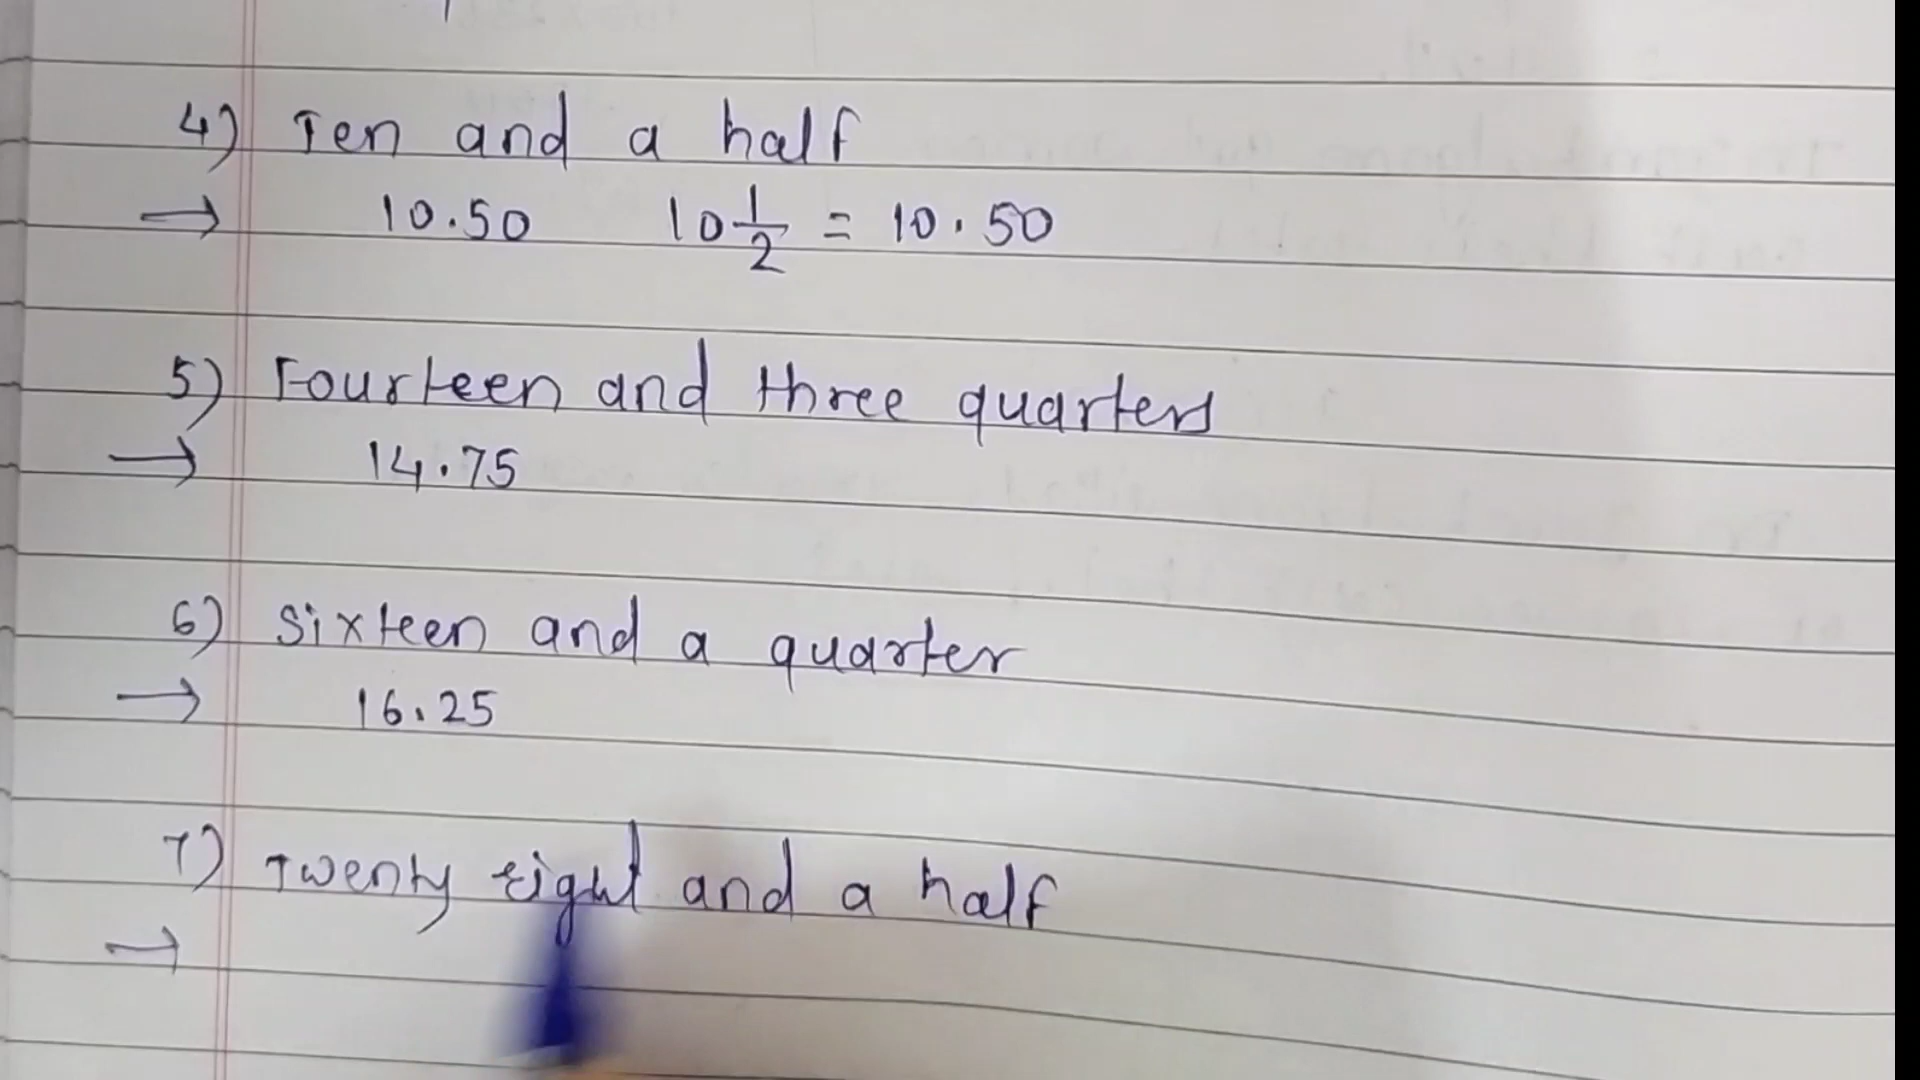 4) Ten and a half
→ 10.50 10 1/2 = 10.50
5) Fourteen and three quarters
→ 14.75
6) Sixteen and a quarter
→ 16.25
7) Twenty eight and a half
→